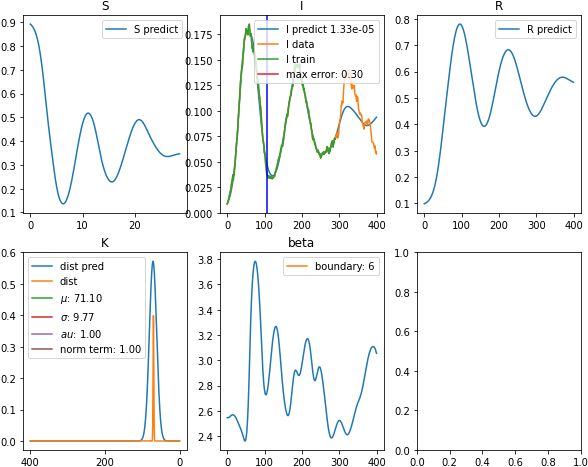 S
0.9
0.8
0.7
0.6
0.5
0.4
0.3
0.2
0.1
0 10 20
S predict
I
0.175
0.150
0.125
0.100
0.075
0.050
0.025
0.000
0 100 200 300 400
I predict 1.33e-05
I data
I train
max error: 0.30
R
0.8
0.7
0.6
0.5
0.4
0.3
0.2
0.1
0 100 200 300 400
R predict
K
0.6
0.5
0.4
0.3
0.2
0.1
0.0
400 200 0
dist pred
dist
μ: 71.10
σ: 9.77
au: 1.00
norm term: 1.00
beta
3.8
3.6
3.4
3.2
3.0
2.8
2.6
2.4
0 100 200 300 400
boundary: 6
1.0
0.8
0.6
0.4
0.2
0.0
0.0 0.2 0.4 0.6 0.8 1.0